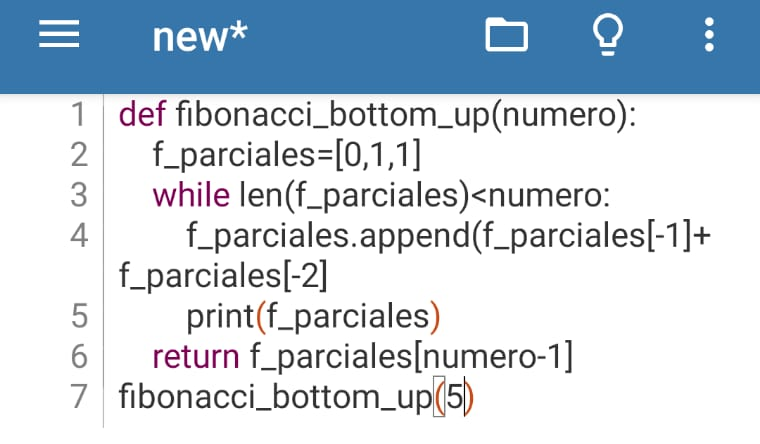 new*
1 def fibonacci_bottom_up(numero):
2 f_parciales=[0,1,1]
3 while len(f_parciales)<numero:
4 f_parciales.append(f_parciales[-1]+
f_parciales[-2]
5 print(f_parciales)
6 return f_parciales[numero-1]
7 fibonacci_bottom_up(5)